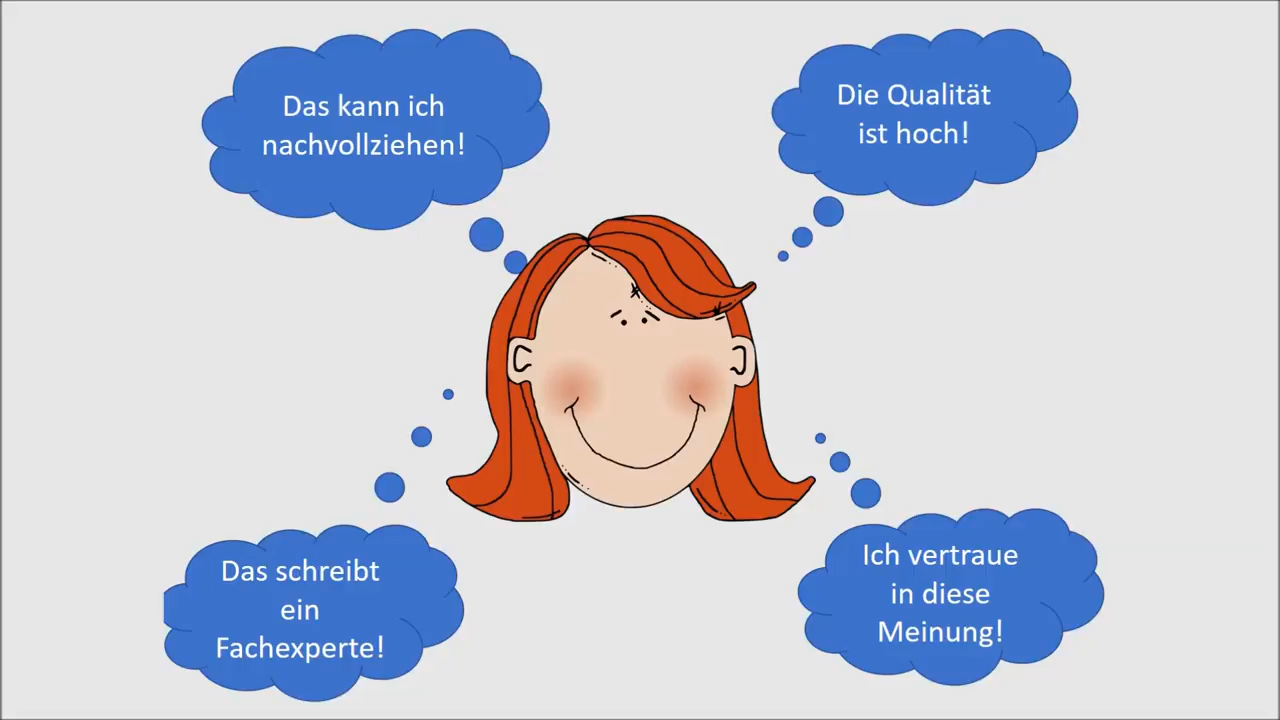 Das kann ich
nachvollziehen!
Die Qualität
ist hoch!
Das schreibt
ein
Fachexperte!
Ich vertraue
in diese
Meinung!